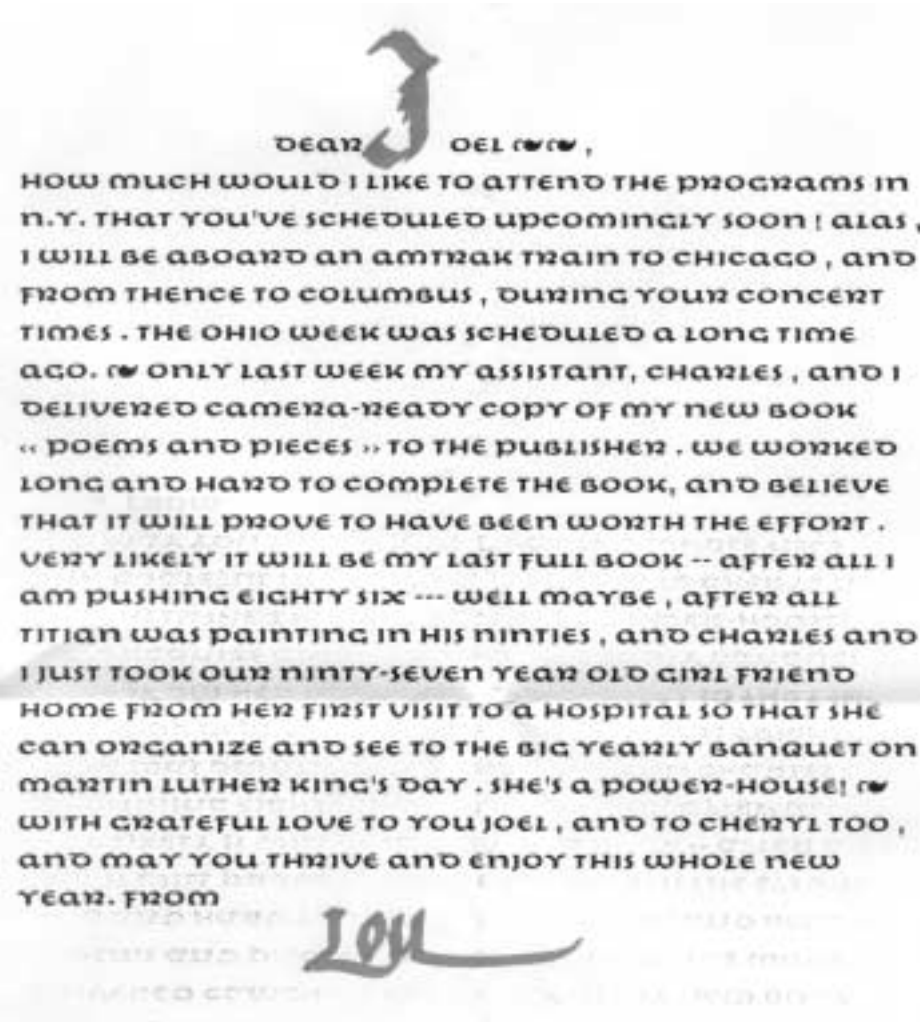 DEAR JOEL ,
HOW MUCH WOULD I LIKE TO ATTEND THE PROGRAMS IN
N.Y. THAT YOU'VE SCHEDULED UPCOMINGLY SOON! ALAS,
I WILL BE ABOARD AN AMTRAK TRAIN TO CHICAGO, AND
FROM THENCE TO COLUMBUS, DURING YOUR CONCERT
TIMES. THE OHIO WEEK WAS SCHEDULED A LONG TIME
AGO. ONLY LAST WEEK MY ASSISTANT, CHARLES, AND I
DELIVERED CAMERA-READY COPY OF MY NEW BOOK
‹‹ POEMS AND PIECES ›› TO THE PUBLISHER. WE WORKED
LONG AND HARD TO COMPLETE THE BOOK, AND BELIEVE
THAT IT WILL PROVE TO HAVE BEEN WORTH THE EFFORT.
VERY LIKELY IT WILL BE MY LAST FULL BOOK -- AFTER ALL I
AM PUSHING EIGHTY SIX --- WELL MAYBE, AFTER ALL
TITIAN WAS PAINTING IN HIS NINTIES, AND CHARLES AND
I JUST TOOK OUR NINTY-SEVEN YEAR OLD GIRL FRIEND
HOME FROM HER FIRST VISIT TO A HOSPITAL SO THAT SHE
CAN ORGANIZE AND SEE TO THE BIG YEARLY BANQUET ON
MARTIN LUTHER KING'S DAY. SHE'S A POWER-HOUSE!
WITH GRATEFUL LOVE TO YOU JOEL, AND TO CHERYL TOO,
AND MAY YOU THRIVE AND ENJOY THIS WHOLE NEW
YEAR. FROM
LOU